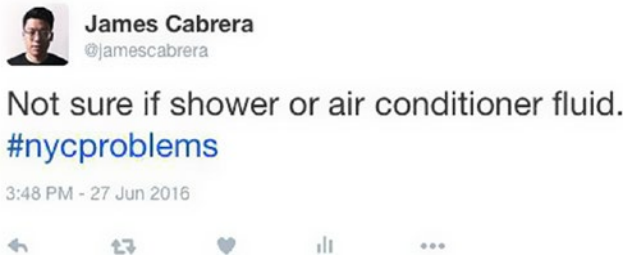 James Cabrera
@jamescabrera
Not sure if shower or air conditioner fluid.
#nycproblems
3:48 PM - 27 Jun 2016